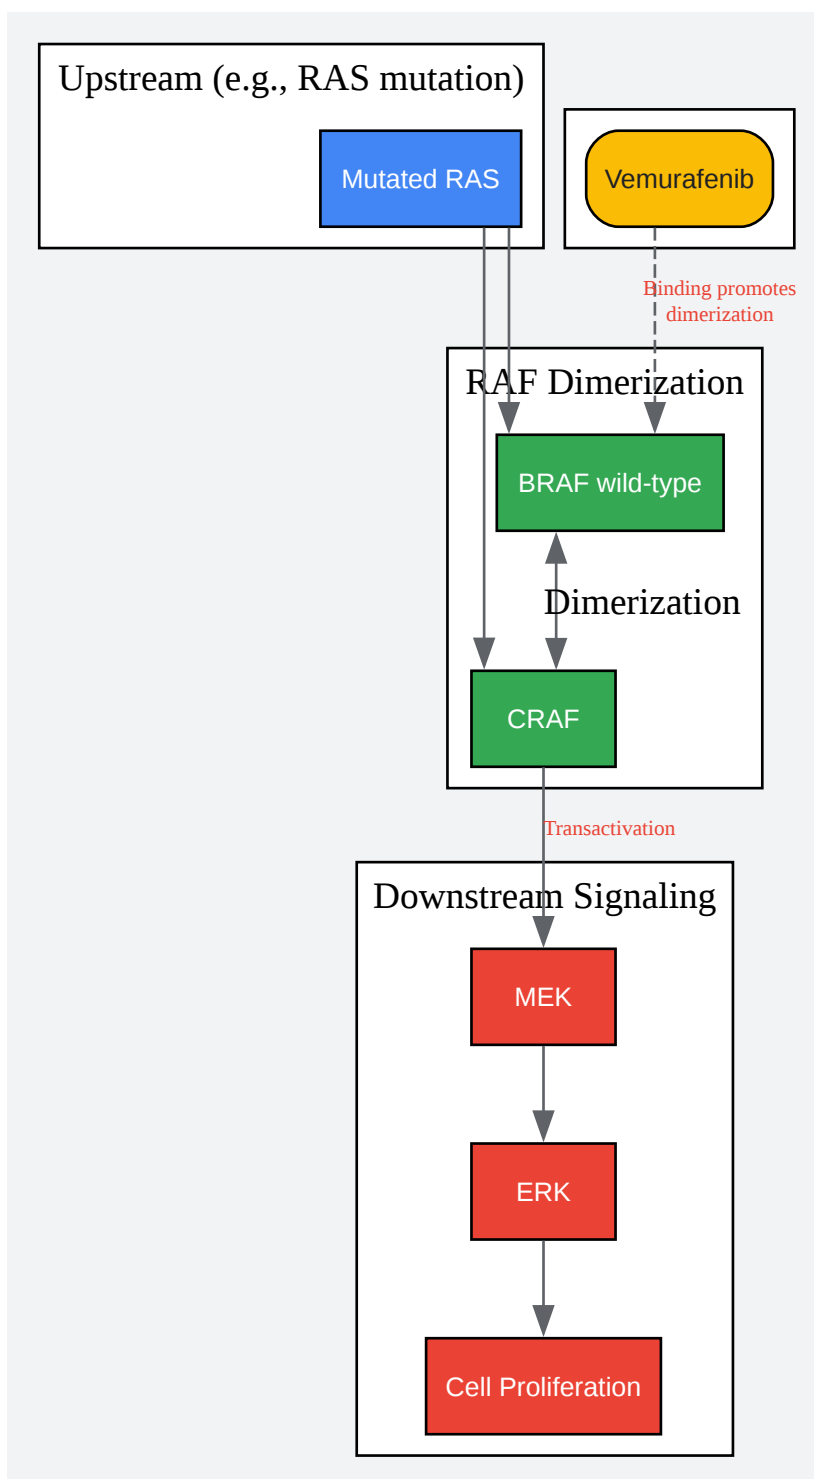 Upstream (e.g., RAS mutation)
Mutated RAS
Vemurafenib
Binding promotes
dimerization
RAF Dimerization
BRAF wild-type
Dimerization
CRAF
Transactivation
Downstream Signaling
MEK
ERK
Cell Proliferation